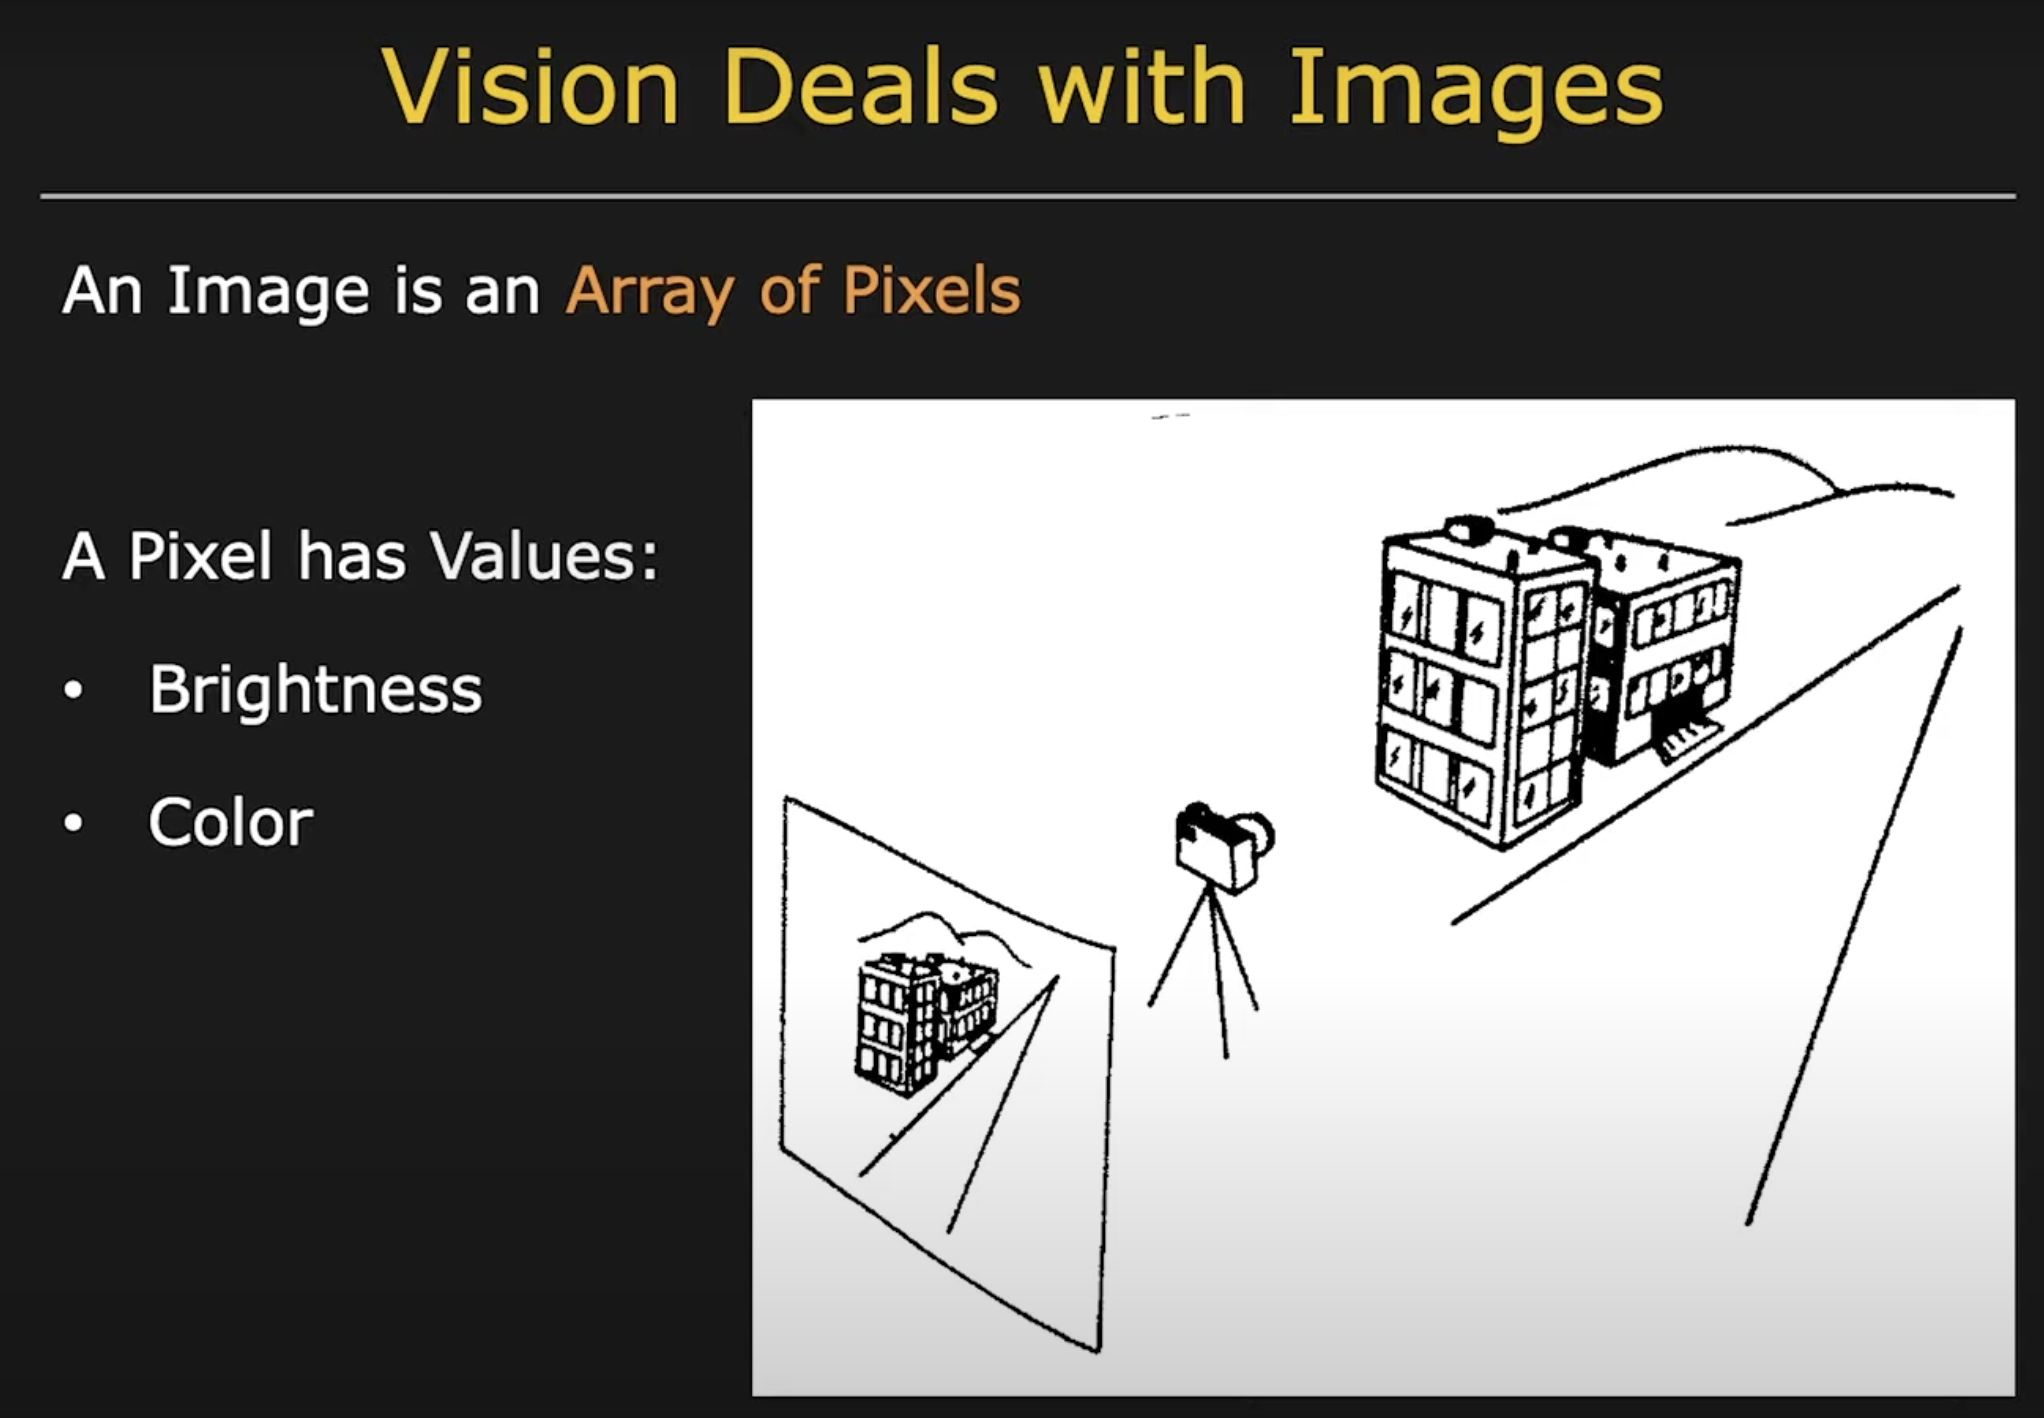 Vision Deals with Images
An Image is an Array of Pixels
A Pixel has Values:
• Brightness
• Color